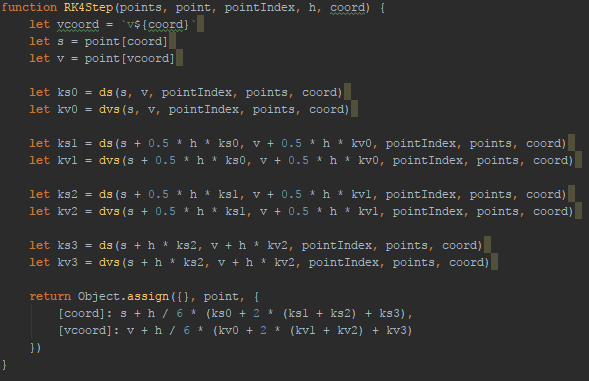 function RK4Step(points, point, pointIndex, h, coord) {
    let vcoord = `v${coord}`
    let s = point[coord]
    let v = point[vcoord]

    let ks0 = ds(s, v, pointIndex, points, coord)
    let kv0 = dvs(s, v, pointIndex, points, coord)

    let ks1 = ds(s + 0.5 * h * ks0, v + 0.5 * h * kv0, pointIndex, points, coord)
    let kv1 = dvs(s + 0.5 * h * ks0, v + 0.5 * h * kv0, pointIndex, points, coord)

    let ks2 = ds(s + 0.5 * h * ks1, v + 0.5 * h * kv1, pointIndex, points, coord)
    let kv2 = dvs(s + 0.5 * h * ks1, v + 0.5 * h * kv1, pointIndex, points, coord)

    let ks3 = ds(s + h * ks2, v + h * kv2, pointIndex, points, coord)
    let kv3 = dvs(s + h * ks2, v + h * kv2, pointIndex, points, coord)

    return Object.assign({}, point, {
        [coord]: s + h / 6 * (ks0 + 2 * (ks1 + ks2) + ks3),
        [vcoord]: v + h / 6 * (kv0 + 2 * (kv1 + kv2) + kv3)
    })
}